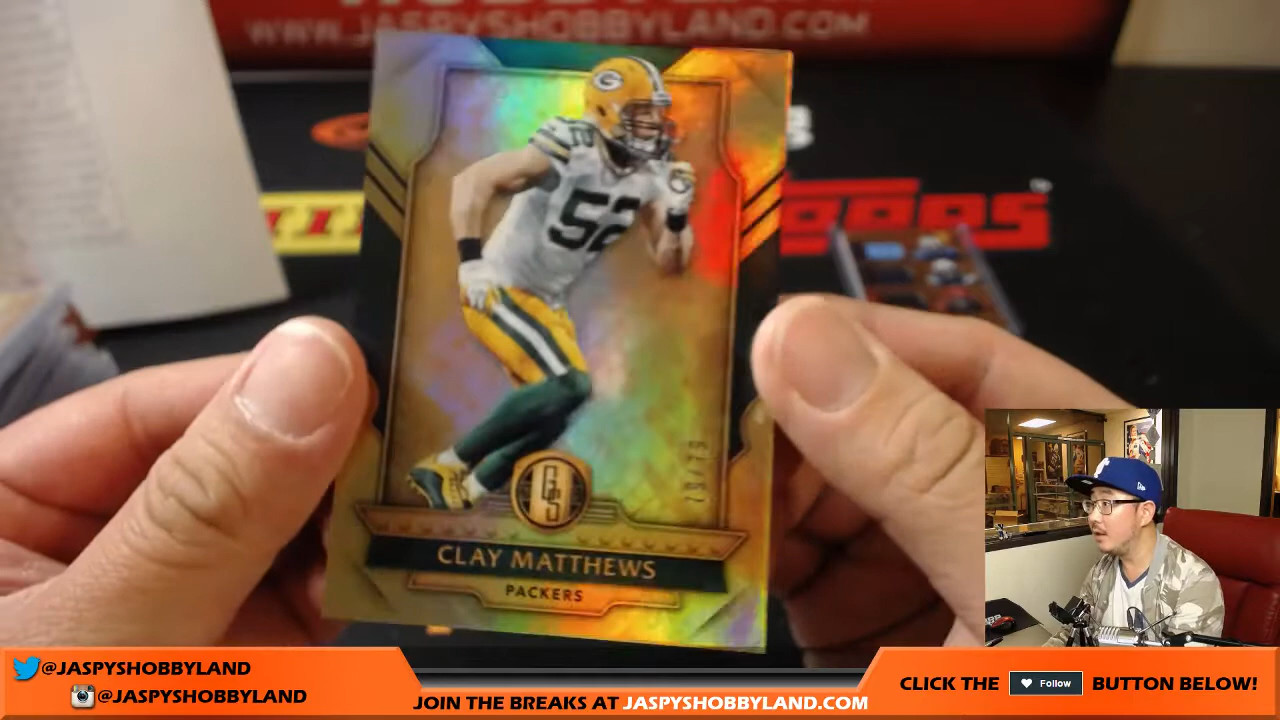 WWW.JASPYSHOBBYLAND.COM
52
GS
CLAY MATTHEWS
PACKERS
@JASPYSHOBBYLAND
@JASPYSHOBBYLAND
JOIN THE BREAKS AT JASPYSHOBBYLAND.COM
CLICK THE Follow BUTTON BELOW!